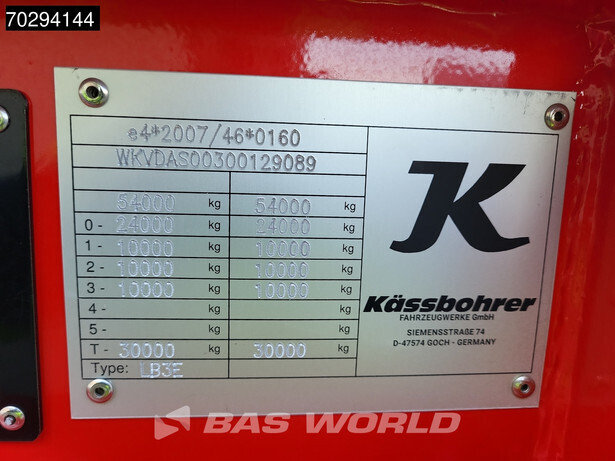 70294144
e4*2007/46*0160
WKVDAS00300129089
54000 kg 54000 kg
0- 24000 kg 24000 kg
1- 10000 kg 10000 kg
2- 10000 kg 10000 kg
3- 10000 kg 10000 kg
4- kg kg
5- kg kg
T- 30000 kg 30000 kg
Type: LB3E
K
Kässbohrer
FAHRZEUGWERKE GmbH
SIEMENSSTRAßE 74
D-47574 GOCH - GERMANY
BAS WORLD